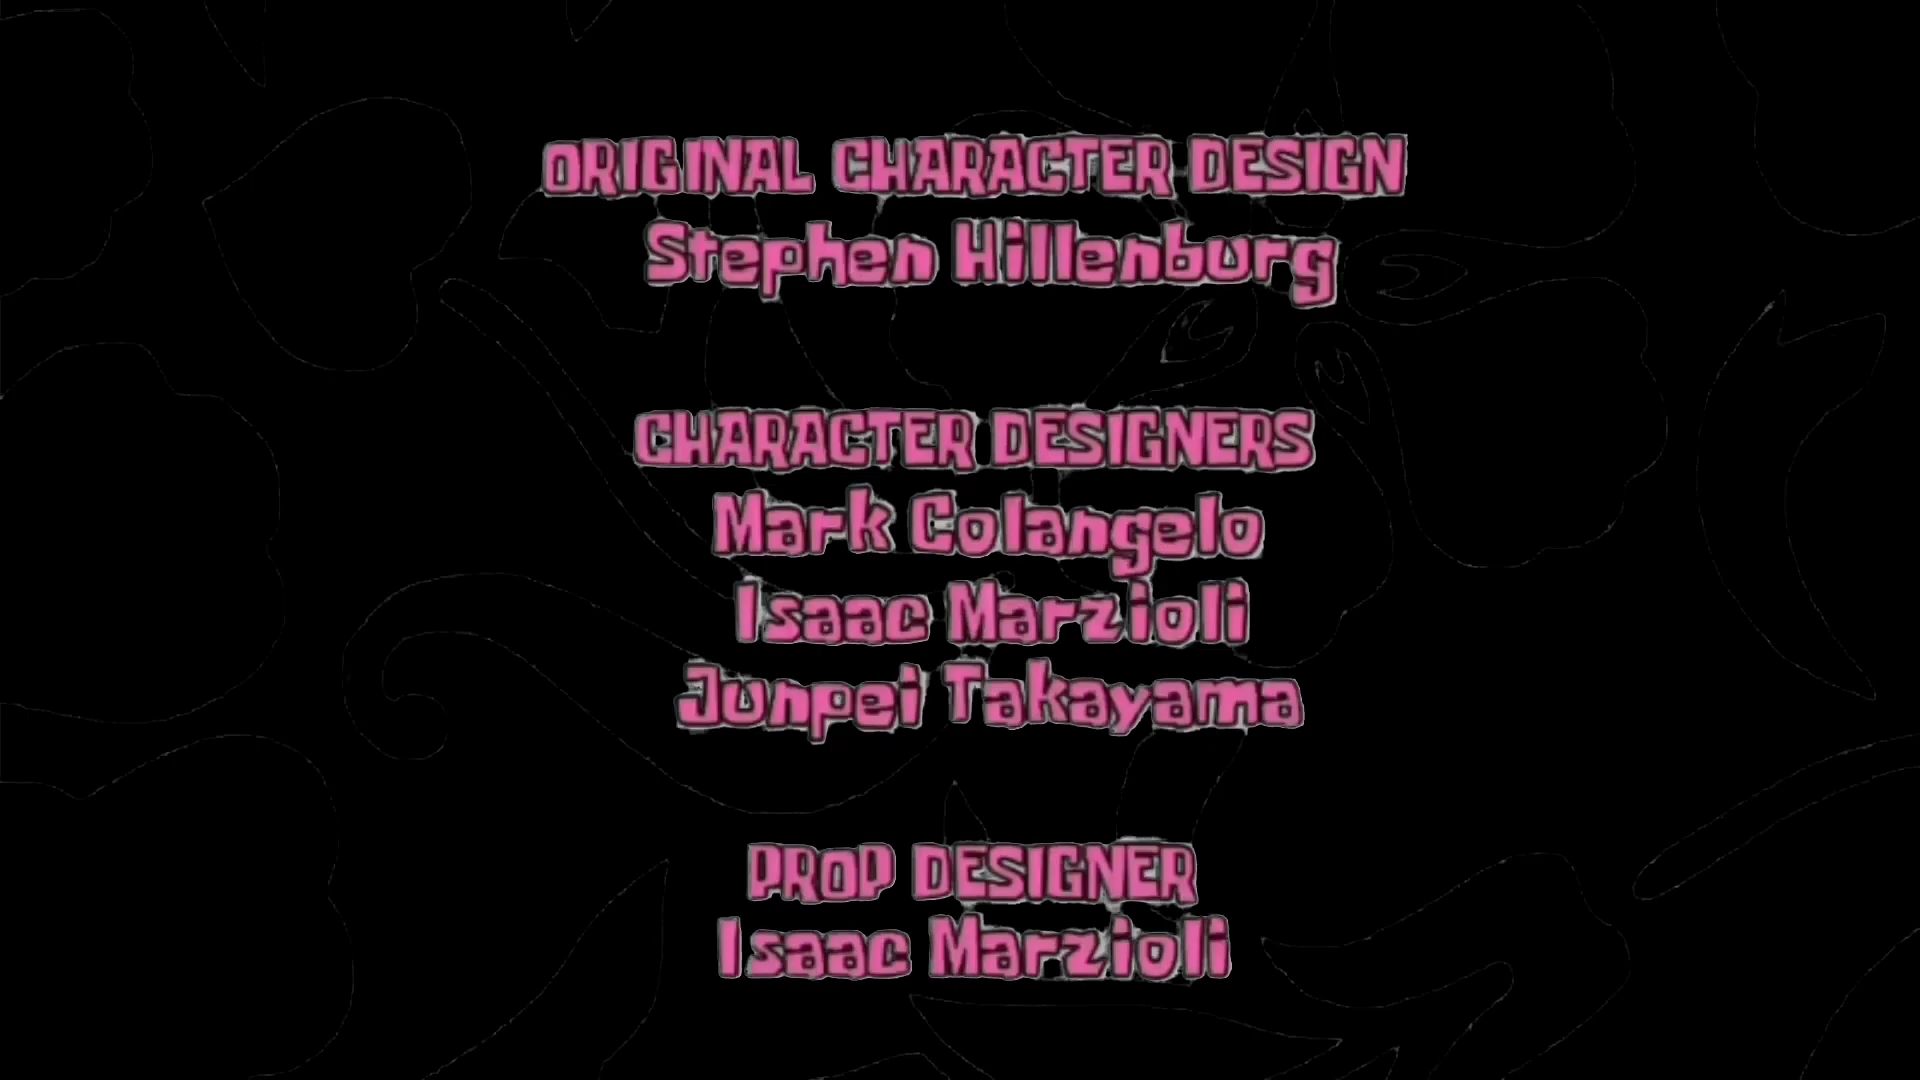 ORIGINAL CHARACTER DESIGN
Stephen Hillenburg
CHARACTER DESIGNERS
Mark Colangelo
Isaac Marzioli
Junpei Takayama
PROP DESIGNER
Isaac Marzioli